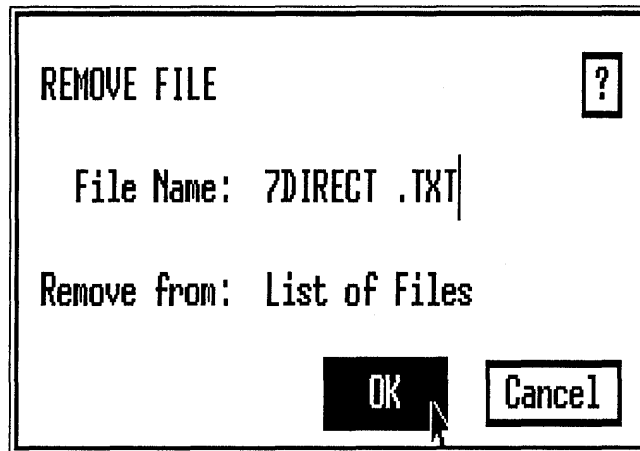 REMOVE FILE ?
File Name: 7DIRECT .TXT
Remove from: List of Files
OK Cancel